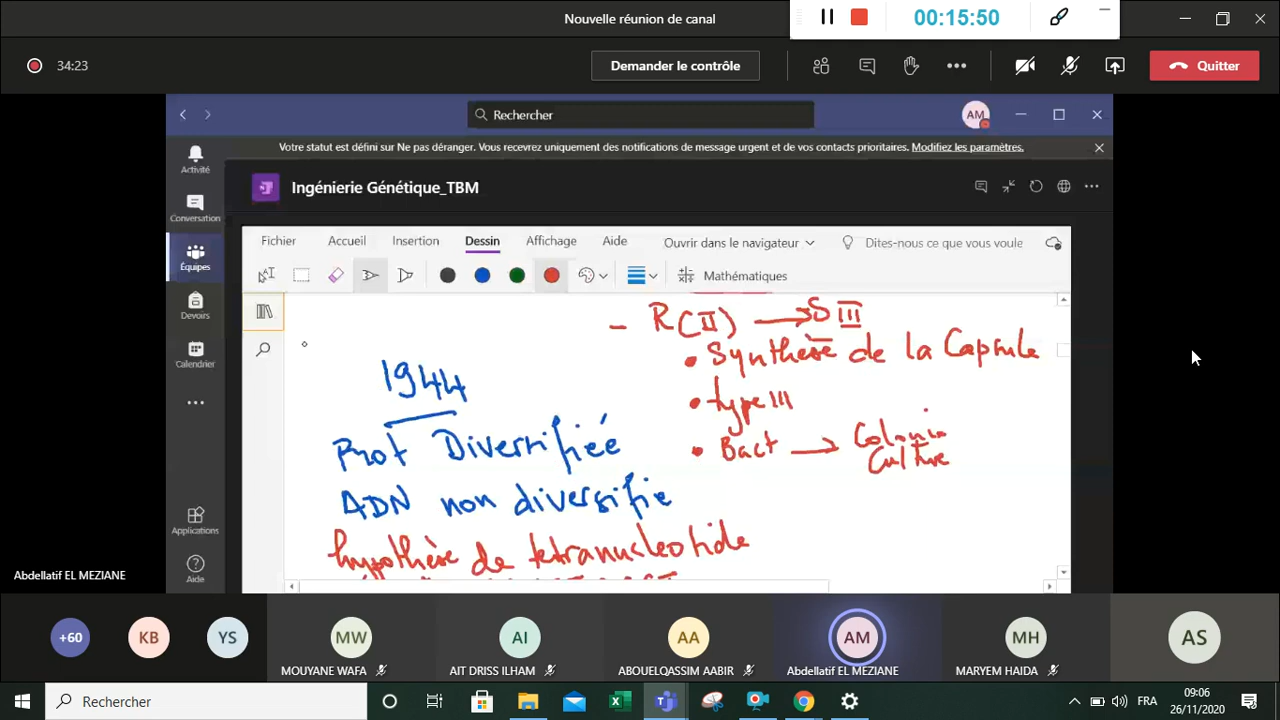 Nouvelle réunion de canal
00:15:50
34:23
Demander le contrôle
Quitter
Rechercher
AM
Votre statut est défini sur Ne pas déranger. Vous recevrez uniquement des notifications de message urgent et de vos contacts prioritaires. Modifiez les paramètres.
Activité
Conversation
Équipes
Devoirs
Calendrier
Applications
Aide
Ingénierie Génétique_TBM
Fichier Accueil Insertion Dessin Affichage Aide Ouvrir dans le navigateur Dites-nous ce que vous voule
Mathématiques
- R(II) → S III
• Synthèse de la Capsule
• type III
• Bact → Colonie
Culture
1944
Prot Diversifiée
ADN non diversifie
hypothèse de tetranucleotide
Abdellatif EL MEZIANE
+60 KB YS MW AI AA AM MH AS
MOUYANE WAFA AIT DRISS ILHAM ABOUELQASSIM AABIR Abdellatif EL MEZIANE MARYEM HAIDA
Rechercher
FRA
09:06
26/11/2020